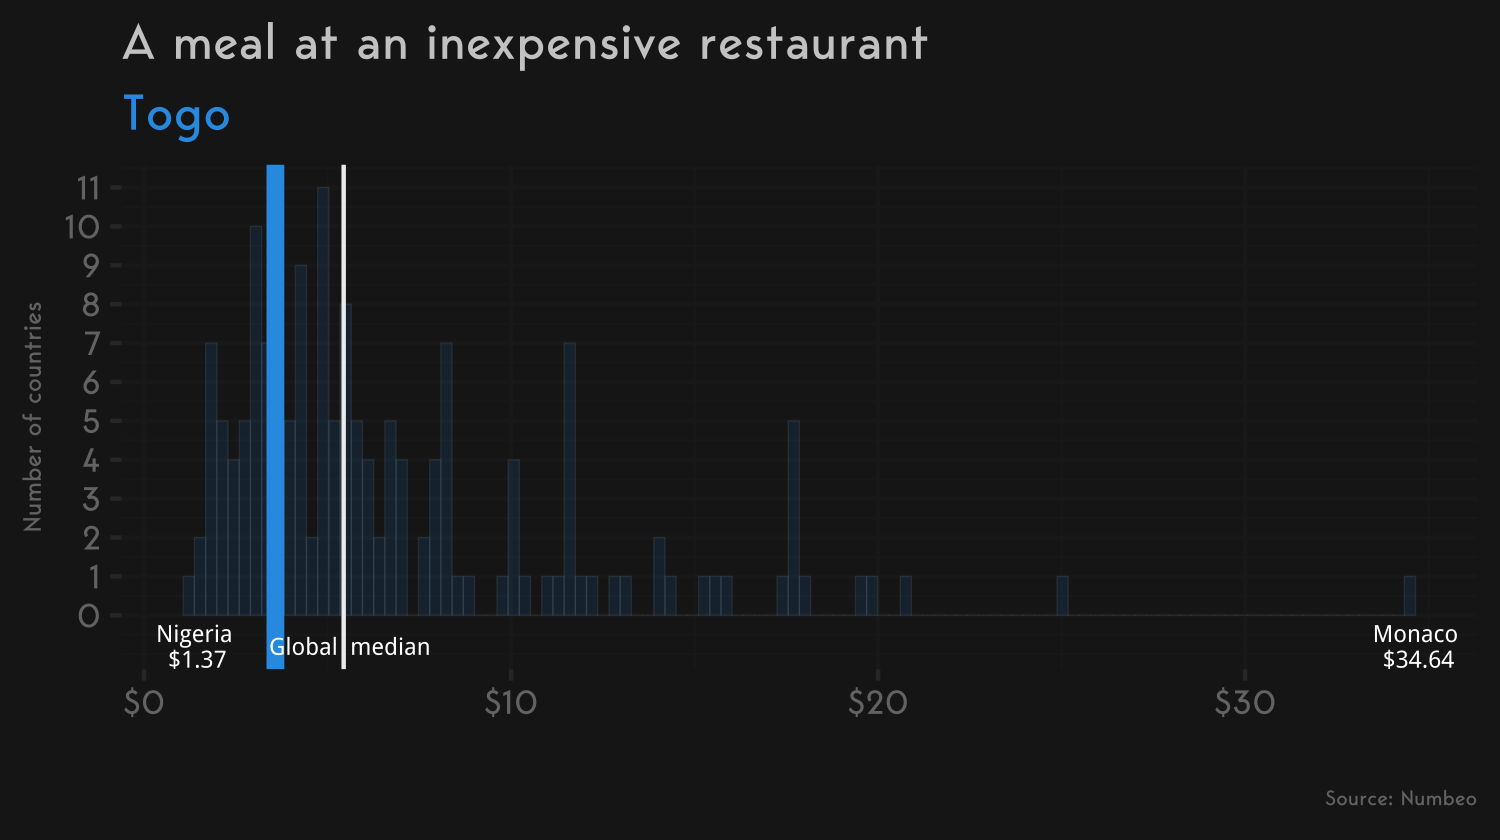 A meal at an inexpensive restaurant
Togo
Number of countries
11
10
9
8
7
6
5
4
3
2
1
0
Nigeria
$1.37
Global median
Monaco
$34.64
$0 $10 $20 $30
Source: Numbeo